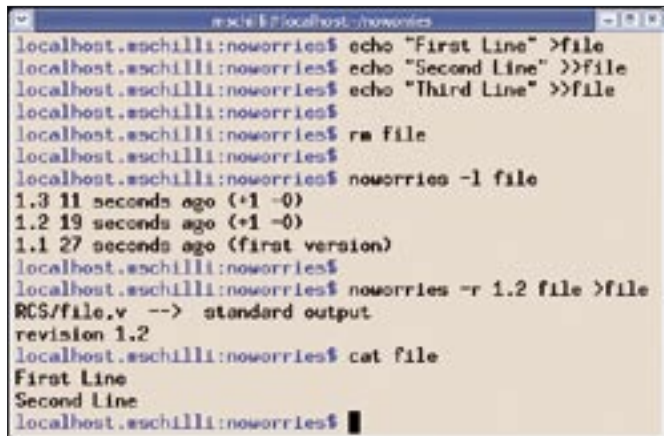 mschilli@localhost:~/noworries
localhost.mschilli:noworries$ echo "First Line" >file
localhost.mschilli:noworries$ echo "Second Line" >>file
localhost.mschilli:noworries$ echo "Third Line" >>file
localhost.mschilli:noworries$
localhost.mschilli:noworries$ rm file
localhost.mschilli:noworries$
localhost.mschilli:noworries$ noworries -l file
1.3 11 seconds ago (+1 -0)
1.2 19 seconds ago (+1 -0)
1.1 27 seconds ago (first version)
localhost.mschilli:noworries$
localhost.mschilli:noworries$ noworries -r 1.2 file >file
RCS/file,v --> standard output
revision 1.2
localhost.mschilli:noworries$ cat file
First Line
Second Line
localhost.mschilli:noworries$